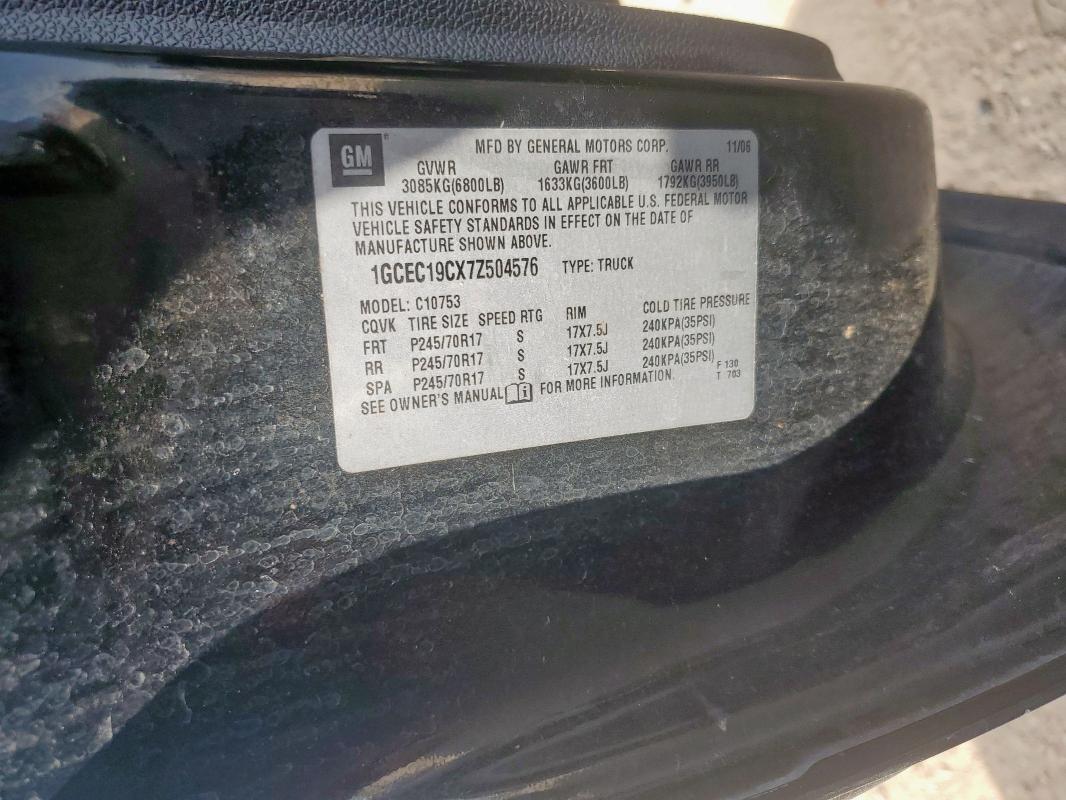 GM ® MFD BY GENERAL MOTORS CORP. 11/06
GVWR GAWR FRT GAWR RR
3085KG(6800LB) 1633KG(3600LB) 1792KG(3950LB)
THIS VEHICLE CONFORMS TO ALL APPLICABLE U.S. FEDERAL MOTOR
VEHICLE SAFETY STANDARDS IN EFFECT ON THE DATE OF
MANUFACTURE SHOWN ABOVE.
1GCEC19CX7Z504576 TYPE: TRUCK
MODEL: C10753
CQVK TIRE SIZE SPEED RTG RIM COLD TIRE PRESSURE
FRT P245/70R17 S 17X7.5J 240KPA(35PSI)
RR P245/70R17 S 17X7.5J 240KPA(35PSI)
SPA P245/70R17 S 17X7.5J 240KPA(35PSI)
SEE OWNER'S MANUAL i FOR MORE INFORMATION.
F 130
T 703